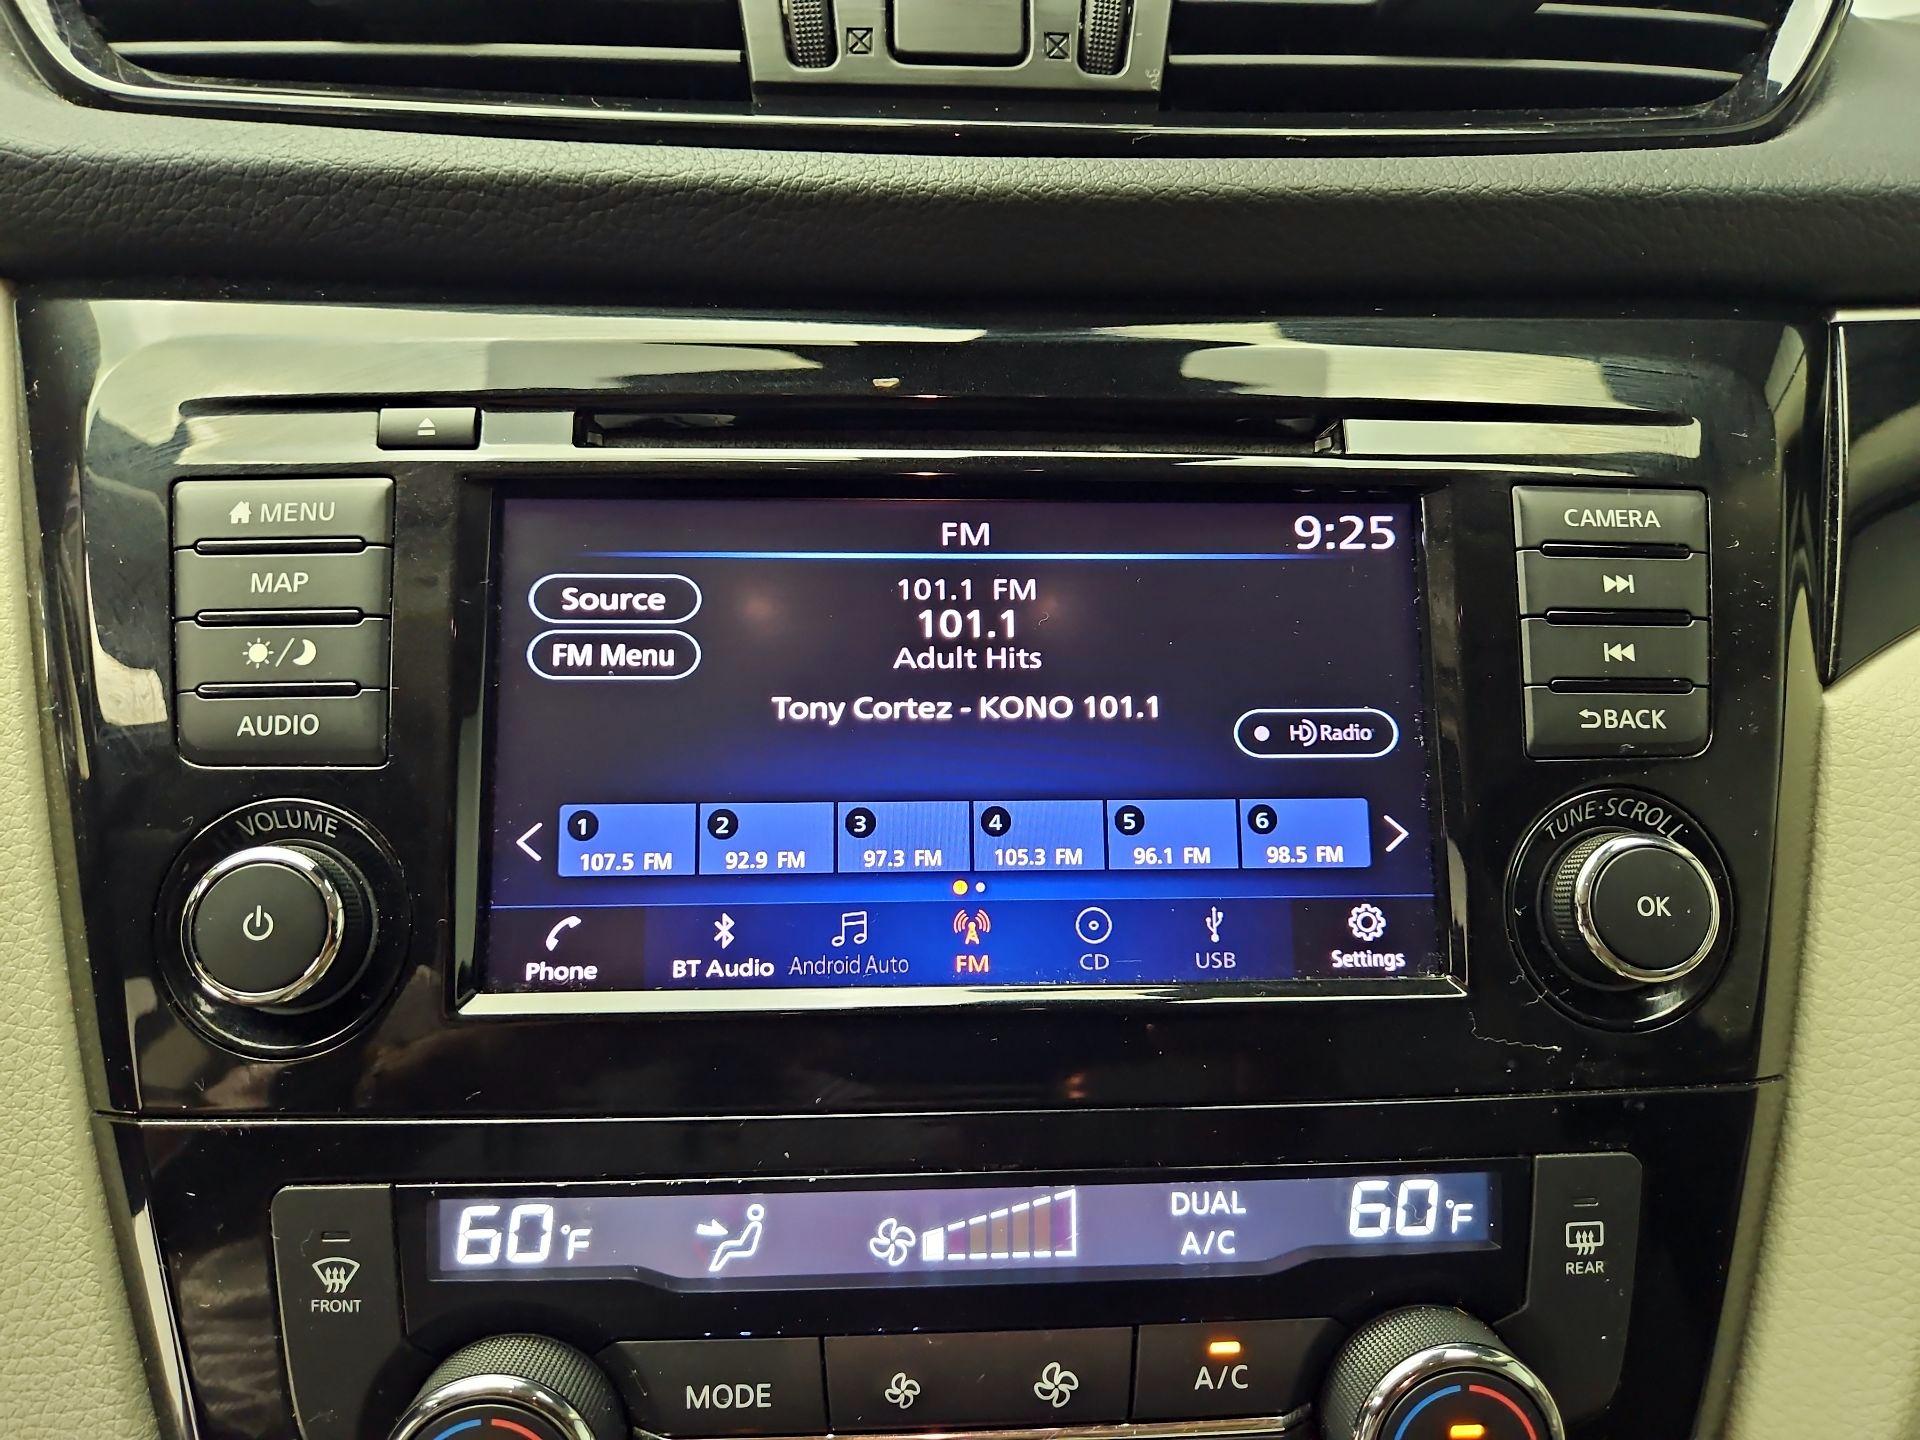 MENU
MAP
AUDIO
VOLUME
FM
9:25
Source
FM Menu
101.1 FM
101.1
Adult Hits
Tony Cortez - KONO 101.1
HD Radio
1
107.5 FM
2
92.9 FM
3
97.3 FM
4
105.3 FM
5
96.1 FM
6
98.5 FM
Phone
BT Audio
Android Auto
FM
CD
USB
Settings
CAMERA
BACK
TUNE·SCROLL
OK
FRONT
60°F
DUAL
A/C
60°F
REAR
MODE
A/C